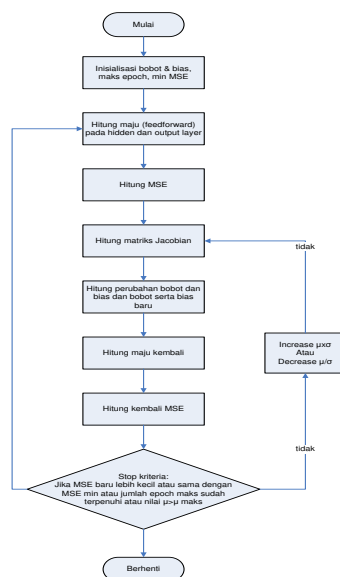 Mulai
Inisialisasi bobot & bias,
maks epoch, min MSE
Hitung maju (feedforward)
pada hidden dan output layer
Hitung MSE
Hitung matriks Jacobian
tidak
Hitung perubahan bobot dan
bias dan bobot serta bias
baru
Increase µxσ
Atau
Decrease µ/σ
Hitung maju kembali
Hitung kembali MSE
tidak
Stop kriteria:
Jika MSE baru lebih kecil atau sama dengan
MSE min atau jumlah epoch maks sudah
terpenuhi atau nilai µ>µ maks
Berhenti